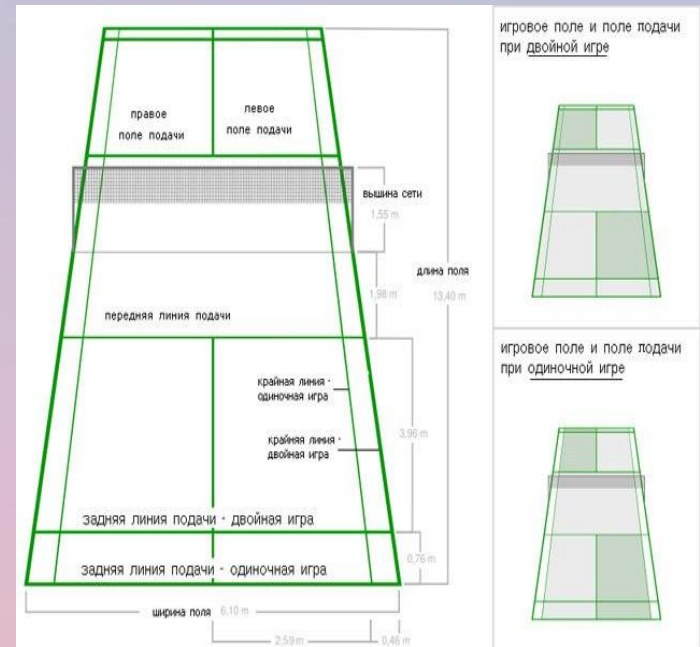 правое
поле подачи
левое
поле подачи
вышина сети
1,55 m
длина поля
13,40 m
1,98 m
передняя линия подачи
крайная линия -
одиночная игра
3,96 m
крайняя линия -
двойная игра
задняя линия подачи - двойная игра
0,76 m
задняя линия подачи - одиночная игра
ширина поля 6,10 m
2,59 m
0,46 m
игровое поле и поле подачи
при двойной игре
игровое поле и поле подачи
при одиночной игре